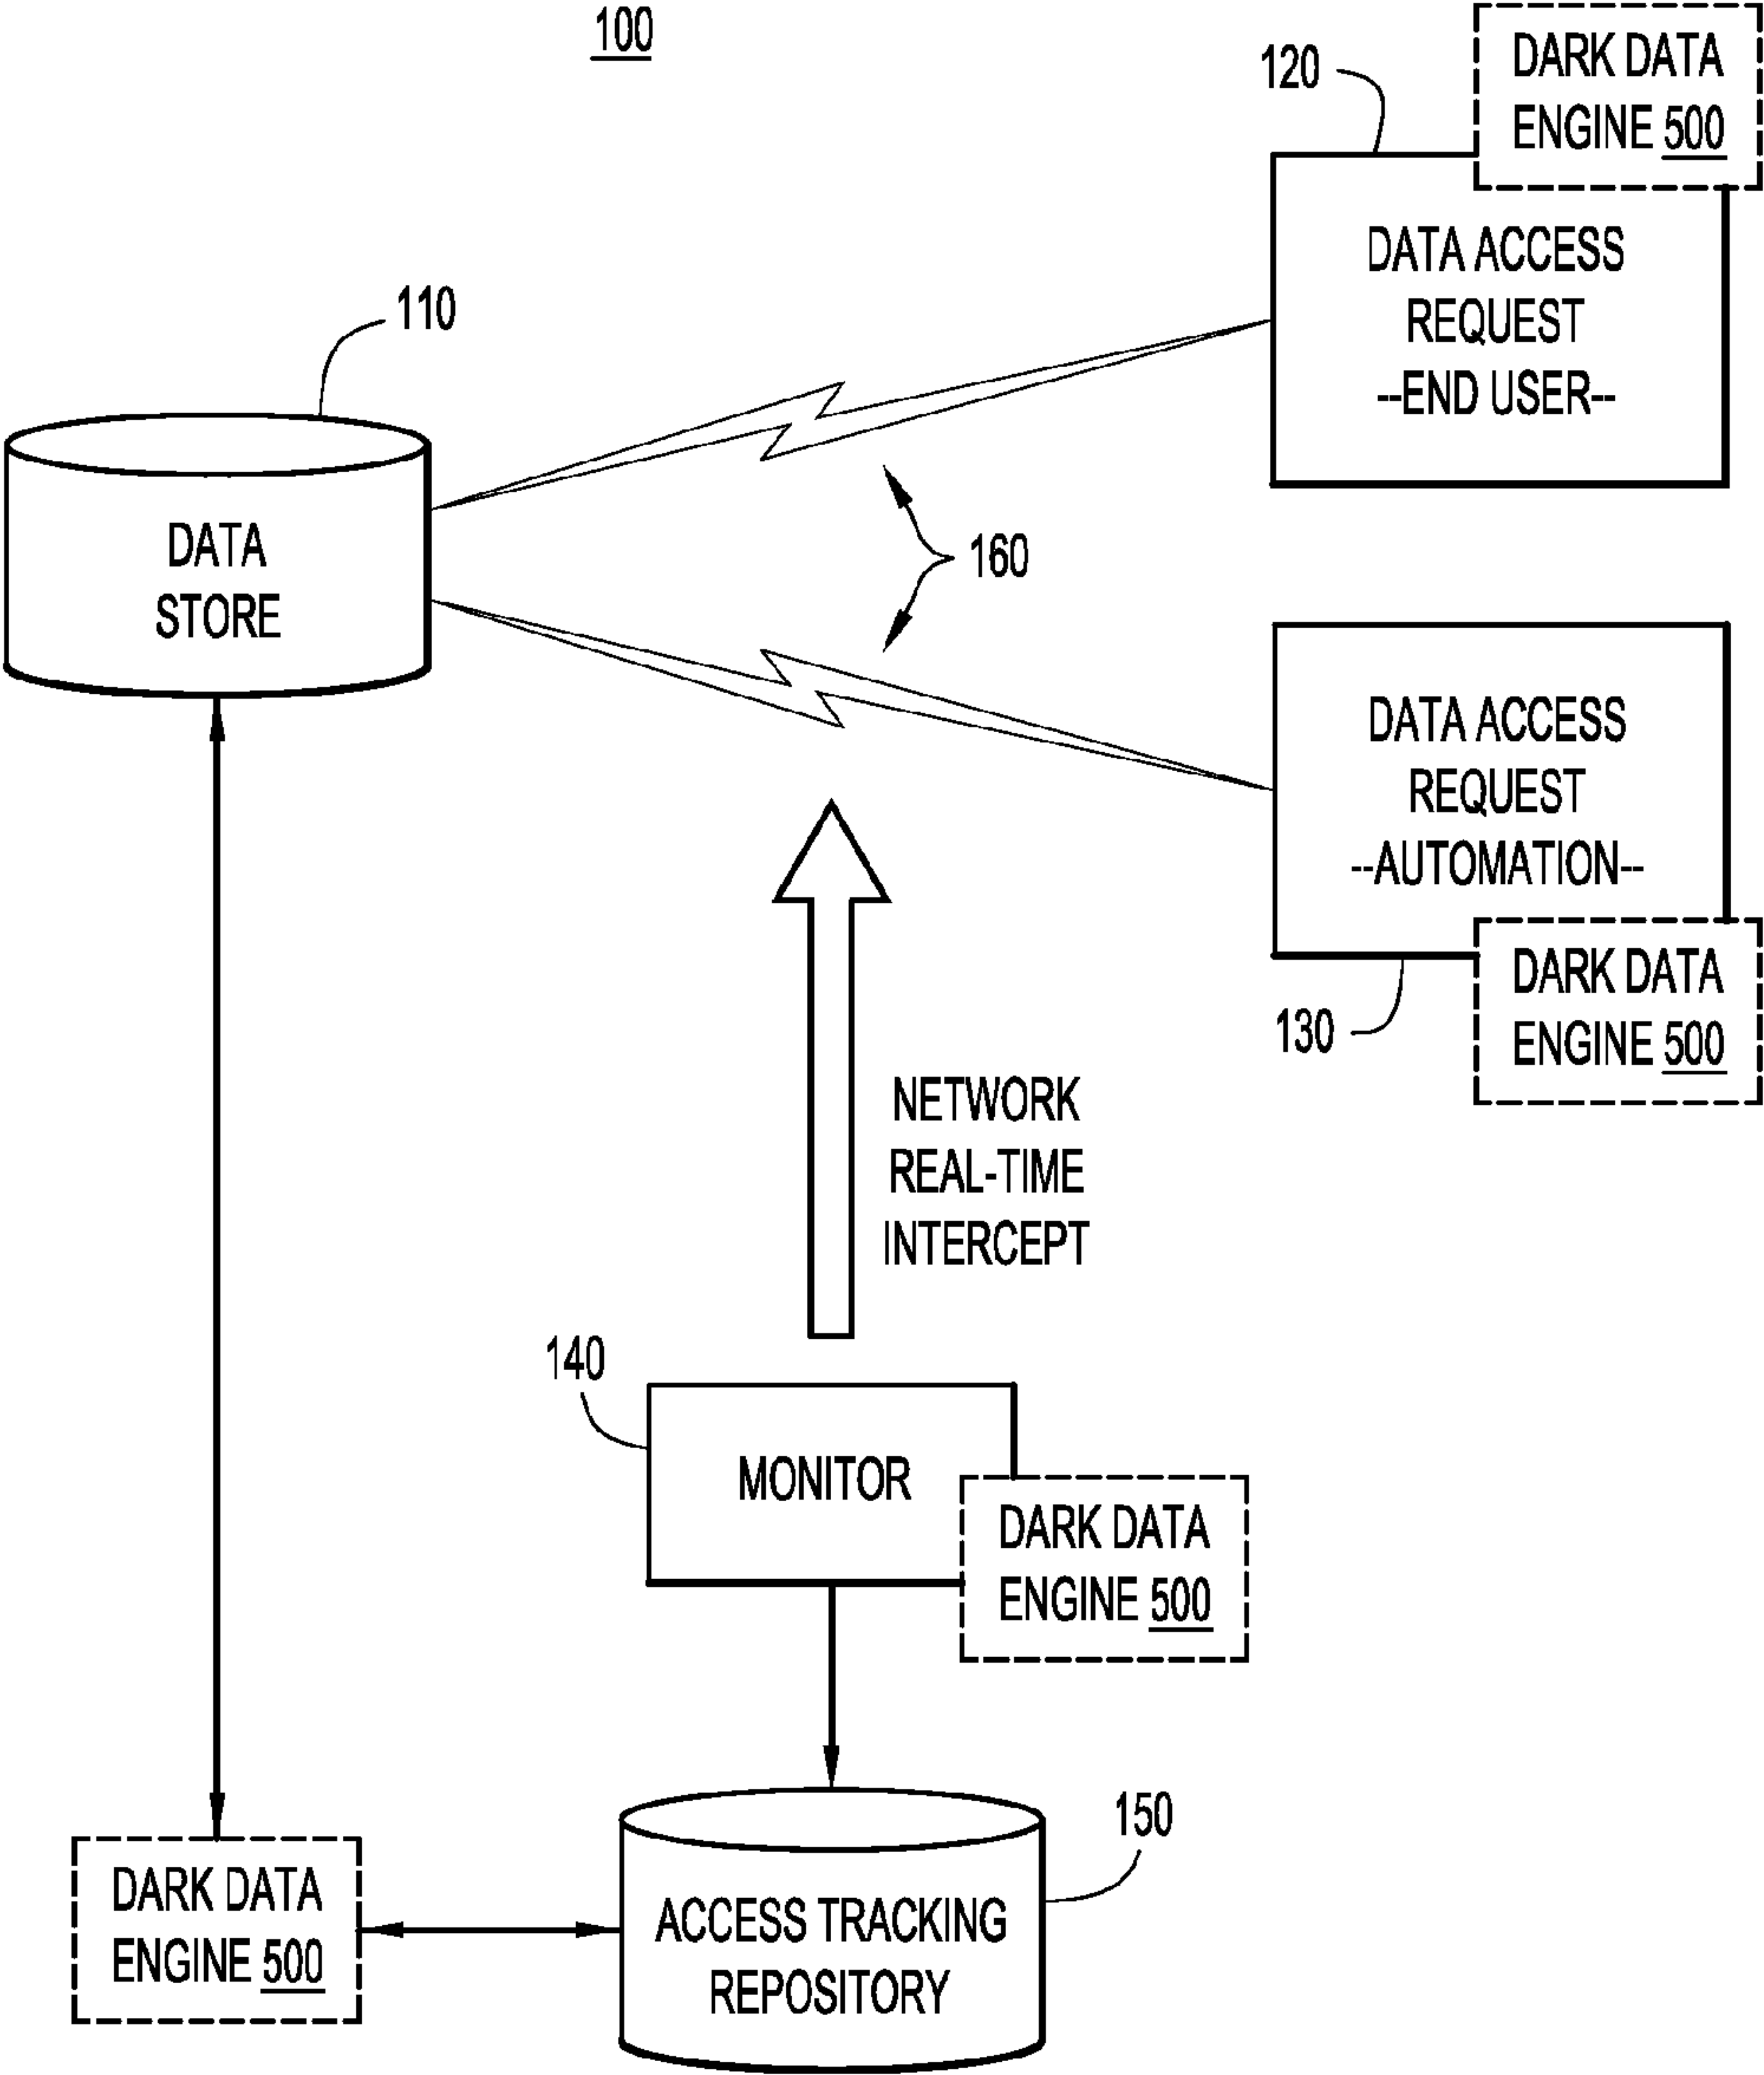 100
120
DARK DATA
ENGINE 500
DATA ACCESS
REQUEST
--END USER--
110
DATA
STORE
160
DATA ACCESS
REQUEST
--AUTOMATION--
130
DARK DATA
ENGINE 500
NETWORK
REAL-TIME
INTERCEPT
140
MONITOR
DARK DATA
ENGINE 500
150
DARK DATA
ENGINE 500
ACCESS TRACKING
REPOSITORY